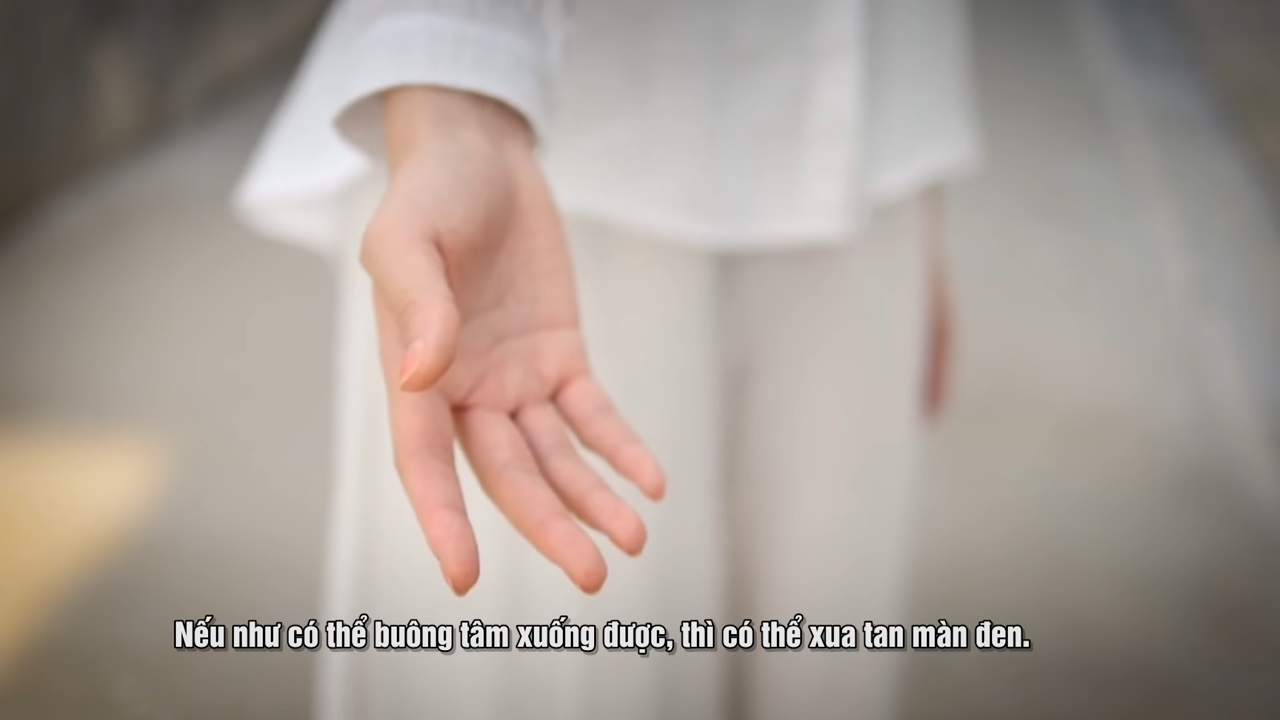 Nếu như có thể buông tâm xuống được, thì có thể xua tan màn đen.